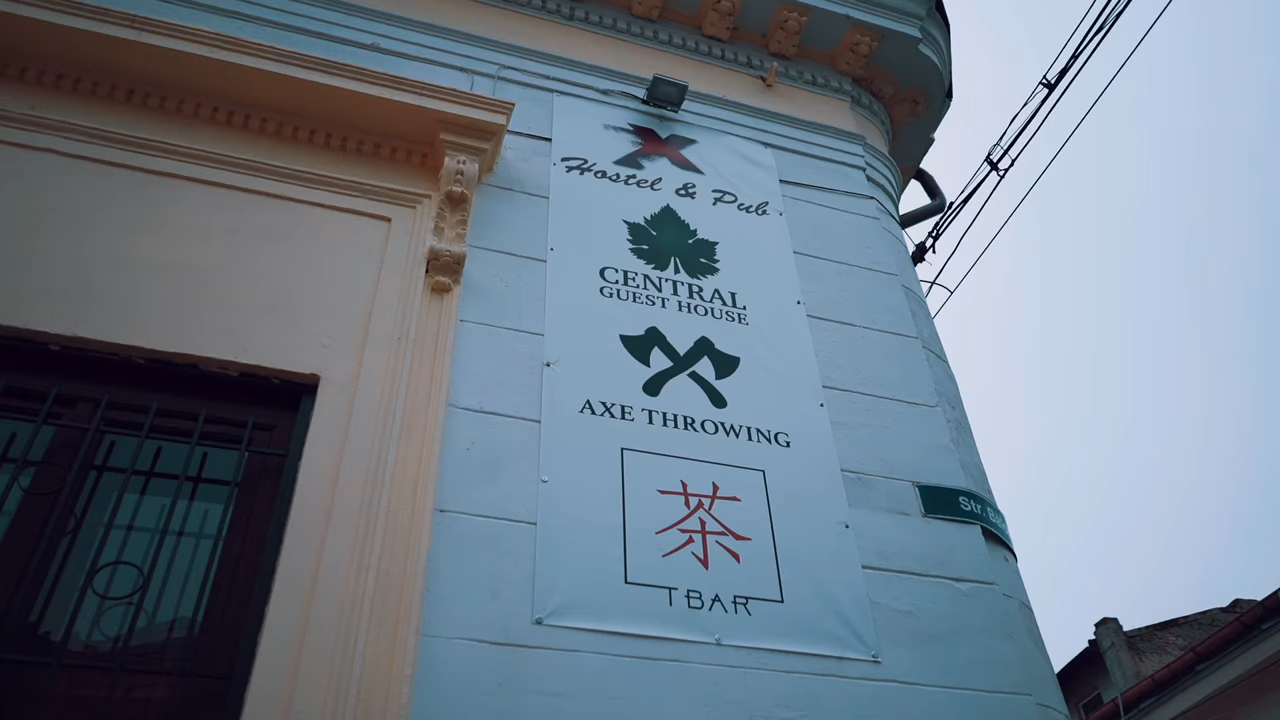 X
Hostel & Pub
CENTRAL
GUEST HOUSE
AXE THROWING
茶
TBAR
Str.